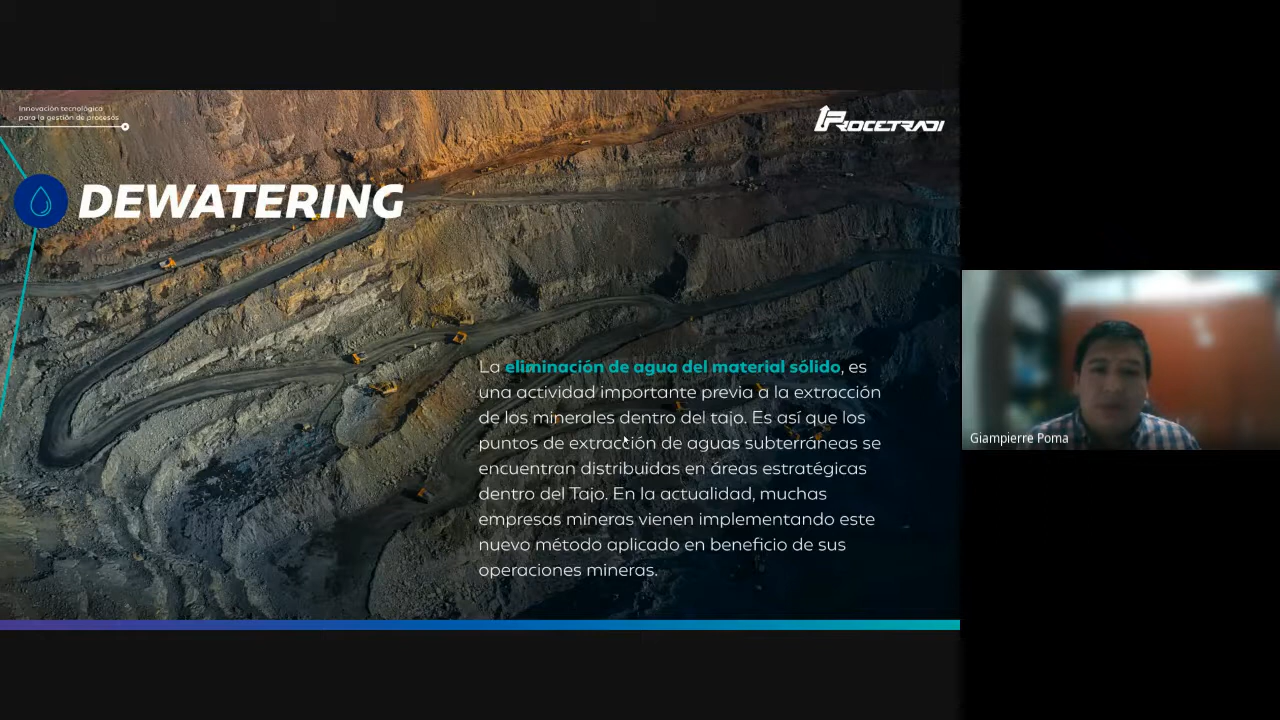 Innovación tecnológica
para la gestión de procesos
PROCETRADI
DEWATERING
La eliminación de agua del material sólido, es
una actividad importante previa a la extracción
de los minerales dentro del tajo. Es así que los
puntos de extracción de aguas subterráneas se
encuentran distribuidas en áreas estratégicas
dentro del Tajo. En la actualidad, muchas
empresas mineras vienen implementando este
nuevo método aplicado en beneficio de sus
operaciones mineras.
Giampierre Poma